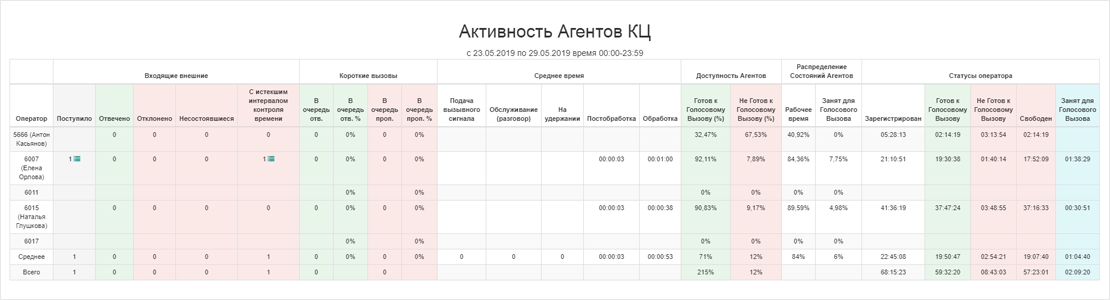 Активность Агентов КЦ
с 23.05.2019 по 29.05.2019 время 00:00-23:59
Входящие внешние Короткие вызовы Среднее время Доступность Агентов Распределение Состояний Агентов Статусы оператора
Оператор Поступило Отвечено Отклонено Несостоявшиеся С истекшим интервалом контроля времени В очередь отв. В очередь отв. % В очередь проп. В очередь проп. % Подача вызывного сигнала Обслуживание (разговор) На удержании Постобработка Обработка Готов к Голосовому Вызову (%) Не Готов к Голосовому Вызову (%) Рабочее время Занят для Голосового Вызова Зарегистрирован Готов к Голосовому Вызову Не Готов к Голосовому Вызову Свободен Занят для Голосового Вызова
5666 (Антон Касьянов) 0 0 0 0 0 0% 0 0% 32,47% 67,53% 40,92% 0% 05:28:13 02:14:19 03:13:54 02:14:19
6007 (Елена Орлова) 1 0 0 0 1 0 0% 0 0% 00:00:03 00:01:00 92,11% 7,89% 84,36% 7,75% 21:10:51 19:30:38 01:40:14 17:52:09 01:38:29
6011 0% 0% 0% 0% 0% 0%
6015 (Наталья Глушкова) 0 0 0 0 0 0% 0 0% 00:00:03 00:00:38 90,83% 9,17% 89,59% 4,98% 41:36:19 37:47:24 03:48:55 37:16:33 00:30:51
6017 0% 0% 0% 0% 0% 0%
Среднее 1 0 0 0 1 0 0% 0 0% 0 0 0 00:00:03 00:00:53 71% 12% 84% 6% 22:45:08 19:50:47 02:54:21 19:07:40 01:04:40
Всего 1 0 0 0 1 0 0 215% 12% 68:15:23 59:32:20 08:43:03 57:23:01 02:09:20